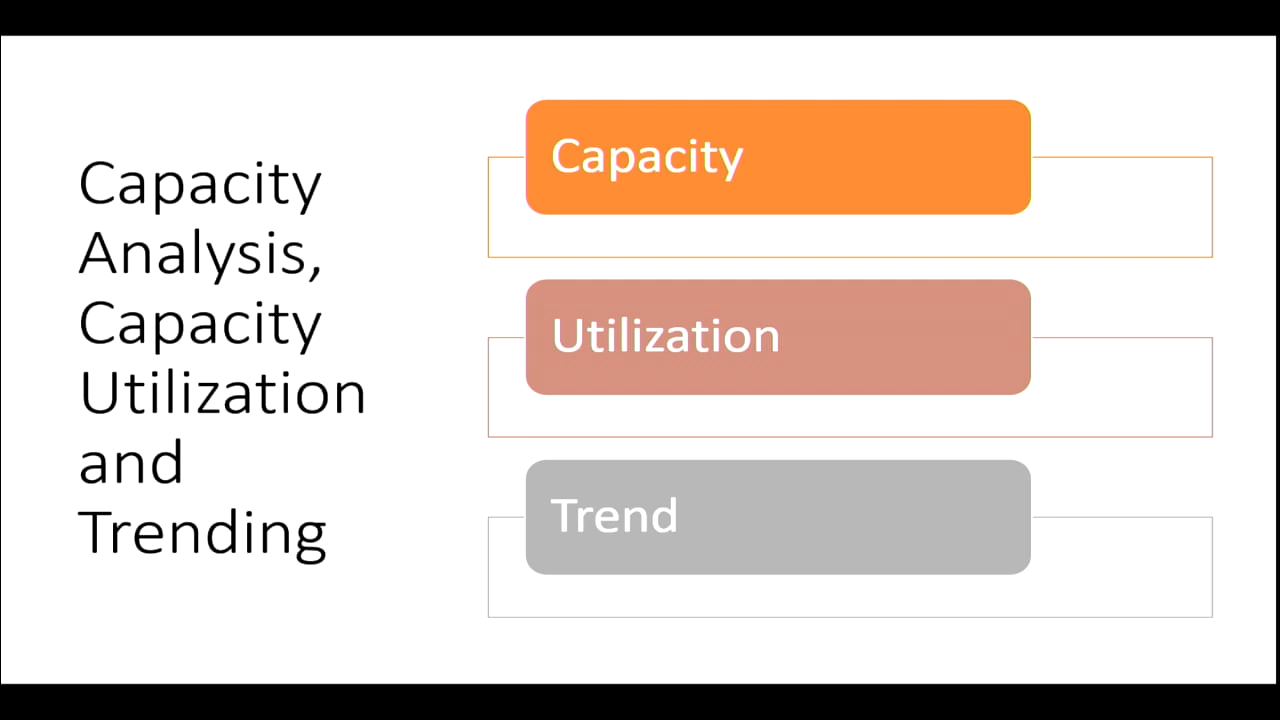 Capacity
Analysis,
Capacity
Utilization
and
Trending
Capacity
Utilization
Trend